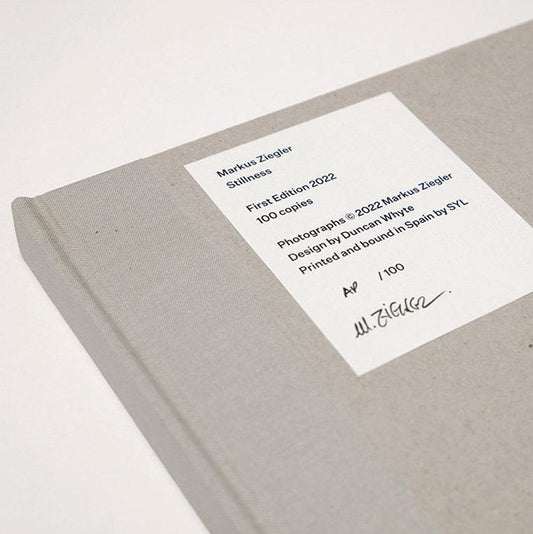 Markus Ziegler
Stillness
First Edition 2022
100 copies
Photographs © 2022 Markus Ziegler
Design by Duncan Whyte
Printed and bound in Spain by SYL
AP /100
M. ZIEGLER